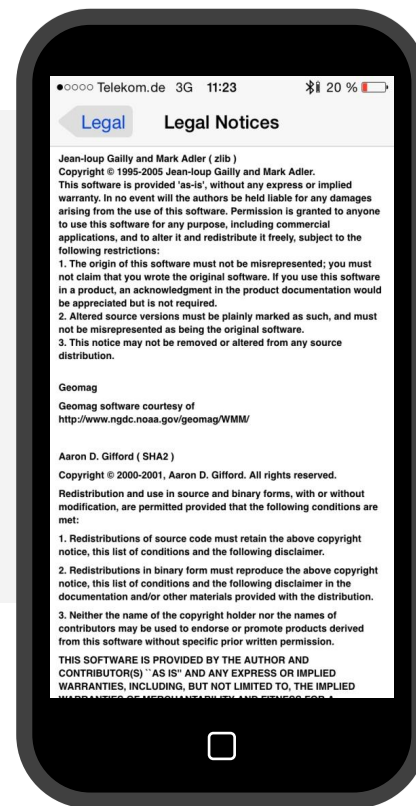 ●○○○○ Telekom.de 3G 11:23 20 %
Legal Legal Notices
Jean-loup Gailly and Mark Adler ( zlib )
Copyright © 1995-2005 Jean-loup Gailly and Mark Adler.
This software is provided 'as-is', without any express or implied
warranty. In no event will the authors be held liable for any damages
arising from the use of this software. Permission is granted to anyone
to use this software for any purpose, including commercial
applications, and to alter it and redistribute it freely, subject to the
following restrictions:
1. The origin of this software must not be misrepresented; you must
not claim that you wrote the original software. If you use this software
in a product, an acknowledgment in the product documentation would
be appreciated but is not required.
2. Altered source versions must be plainly marked as such, and must
not be misrepresented as being the original software.
3. This notice may not be removed or altered from any source
distribution.
Geomag
Geomag software courtesy of
http://www.ngdc.noaa.gov/geomag/WMM/
Aaron D. Gifford ( SHA2 )
Copyright © 2000-2001, Aaron D. Gifford. All rights reserved.
Redistribution and use in source and binary forms, with or without
modification, are permitted provided that the following conditions are
met:
1. Redistributions of source code must retain the above copyright
notice, this list of conditions and the following disclaimer.
2. Redistributions in binary form must reproduce the above copyright
notice, this list of conditions and the following disclaimer in the
documentation and/or other materials provided with the distribution.
3. Neither the name of the copyright holder nor the names of
contributors may be used to endorse or promote products derived
from this software without specific prior written permission.
THIS SOFTWARE IS PROVIDED BY THE AUTHOR AND
CONTRIBUTOR(S) ``AS IS'' AND ANY EXPRESS OR IMPLIED
WARRANTIES, INCLUDING, BUT NOT LIMITED TO, THE IMPLIED
WARRANTIES OF MERCHANTABILITY AND FITNESS FOR A